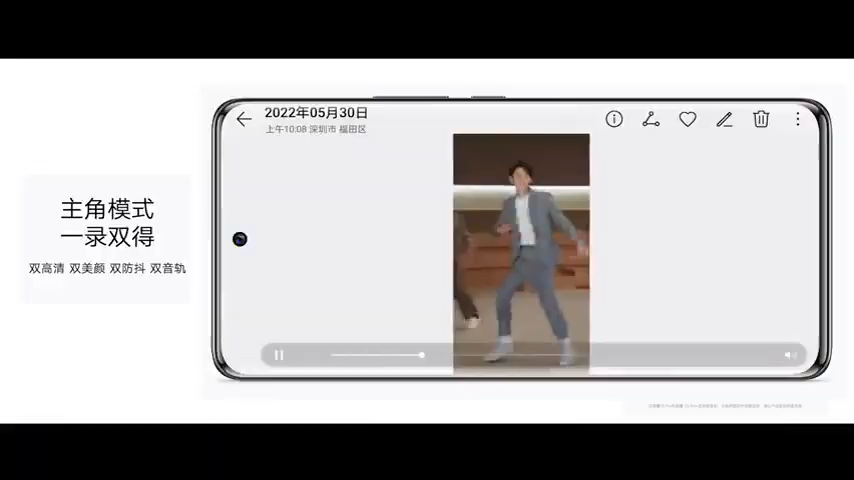 主角模式
一录双得
双高清 双美颜 双防抖 双音轨
2022年05月30日
上午10:08 深圳市 福田区